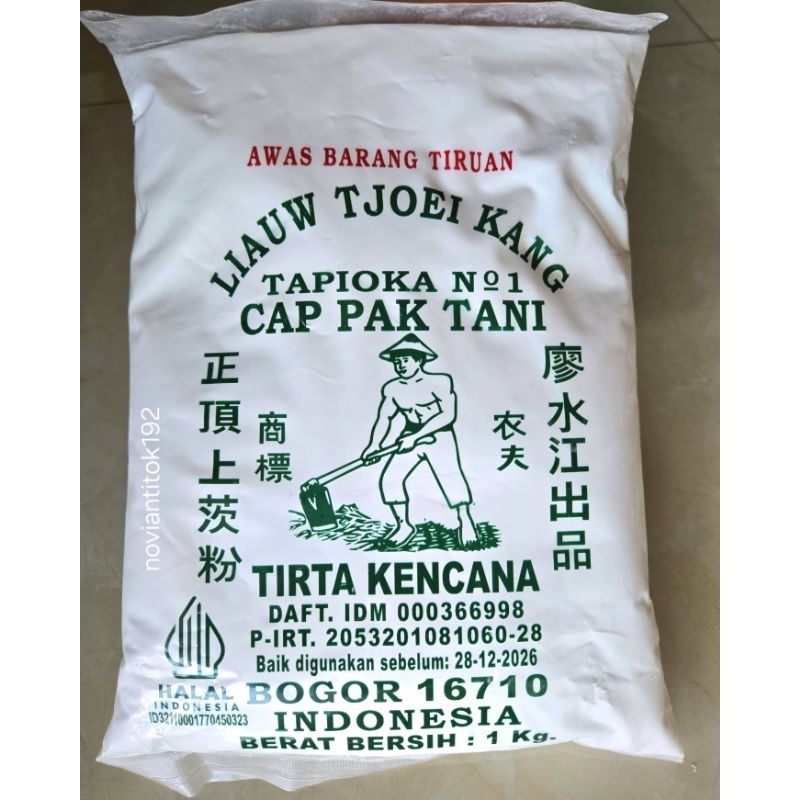 AWAS BARANG TIRUAN
LIAUW TJOEI KANG
TAPIOKA Nº1
CAP PAK TANI
正頂上茨粉
商標
农夫
廖水江出品
TIRTA KENCANA
DAFT. IDM 000366998
P-IRT. 2053201081060-28
Baik digunakan sebelum: 28-12-2026
BOGOR 16710
INDONESIA
BERAT BERSIH : 1 Kg.
HALAL
INDONESIA
ID32110001770450323
noviantitok192